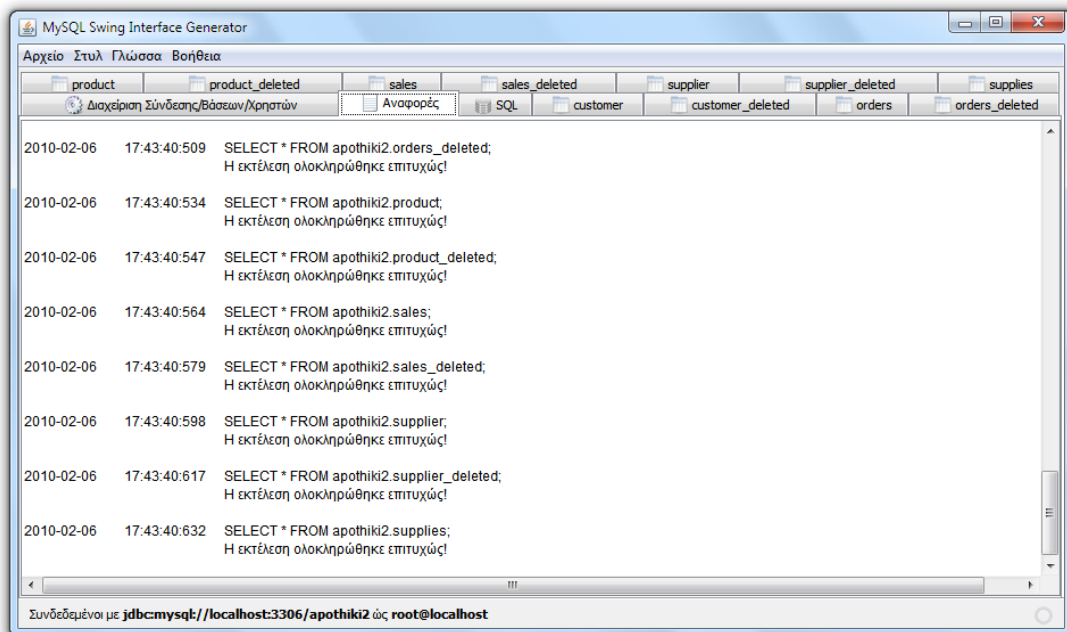 MySQL Swing Interface Generator
Αρχείο Στυλ Γλώσσα Βοήθεια
product product_deleted sales sales_deleted supplier supplier_deleted supplies
Διαχείριση Σύνδεσης/Βάσεων/Χρηστών Αναφορές SQL customer customer_deleted orders orders_deleted
2010-02-06 17:43:40:509 SELECT * FROM apothiki2.orders_deleted;
Η εκτέλεση ολοκληρώθηκε επιτυχώς!
2010-02-06 17:43:40:534 SELECT * FROM apothiki2.product;
Η εκτέλεση ολοκληρώθηκε επιτυχώς!
2010-02-06 17:43:40:547 SELECT * FROM apothiki2.product_deleted;
Η εκτέλεση ολοκληρώθηκε επιτυχώς!
2010-02-06 17:43:40:564 SELECT * FROM apothiki2.sales;
Η εκτέλεση ολοκληρώθηκε επιτυχώς!
2010-02-06 17:43:40:579 SELECT * FROM apothiki2.sales_deleted;
Η εκτέλεση ολοκληρώθηκε επιτυχώς!
2010-02-06 17:43:40:598 SELECT * FROM apothiki2.supplier;
Η εκτέλεση ολοκληρώθηκε επιτυχώς!
2010-02-06 17:43:40:617 SELECT * FROM apothiki2.supplier_deleted;
Η εκτέλεση ολοκληρώθηκε επιτυχώς!
2010-02-06 17:43:40:632 SELECT * FROM apothiki2.supplies;
Η εκτέλεση ολοκληρώθηκε επιτυχώς!
Συνδεδεμένοι με jdbc:mysql://localhost:3306/apothiki2 ώς root@localhost